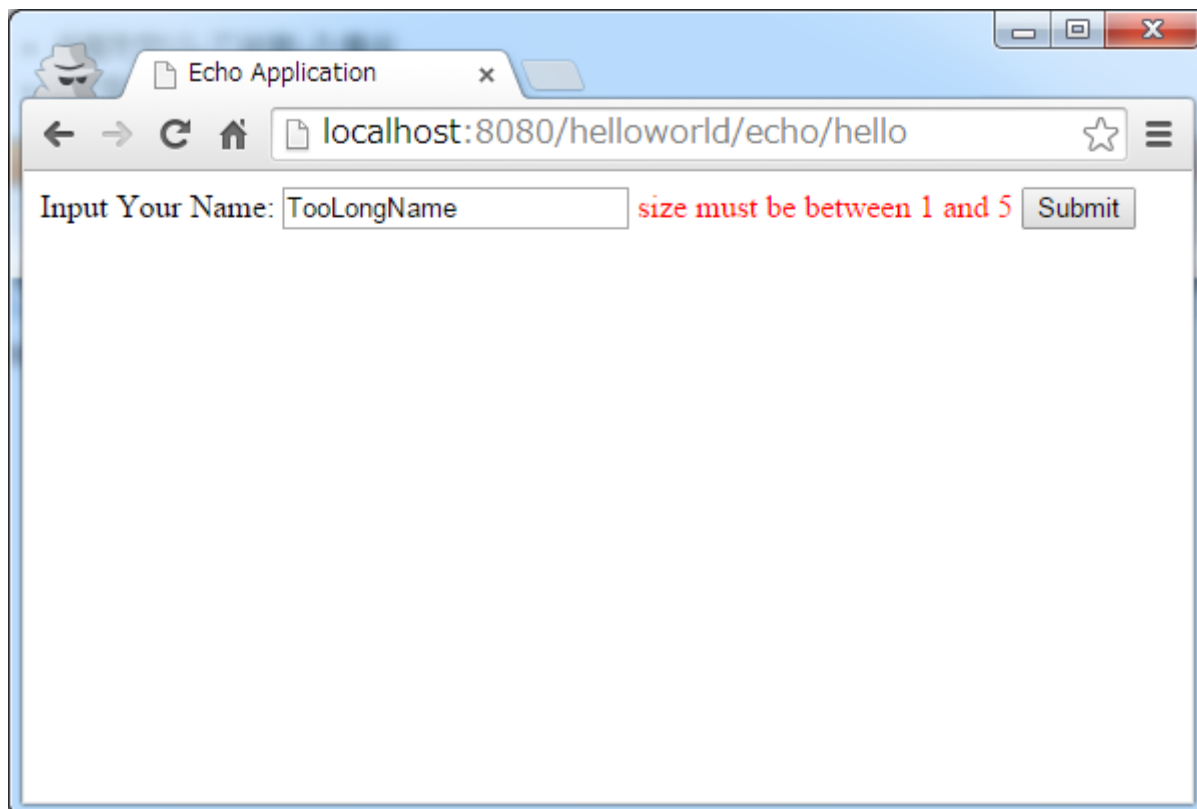 Echo Application
localhost:8080/helloworld/echo/hello
Input Your Name: TooLongName size must be between 1 and 5 Submit